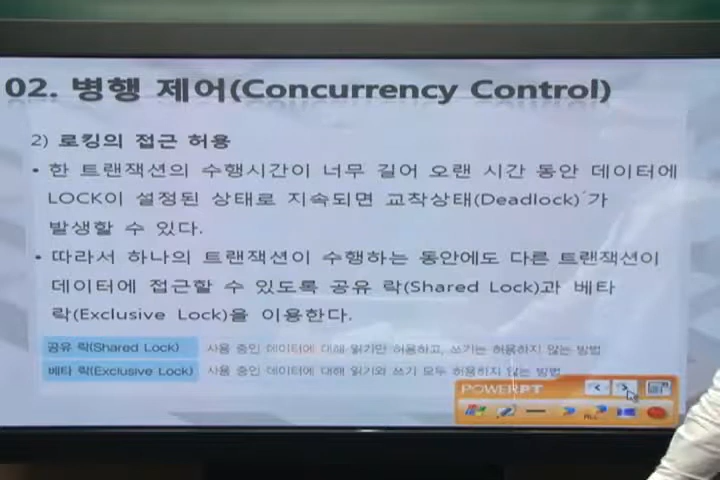 02. 병행 제어(Concurrency Control)
2) 로킹의 접근 허용
• 한 트랜잭션의 수행시간이 너무 길어 오랜 시간 동안 데이터에
LOCK이 설정된 상태로 지속되면 교착상태(Deadlock)가
발생할 수 있다.
• 따라서 하나의 트랜잭션이 수행하는 동안에도 다른 트랜잭션이
데이터에 접근할 수 있도록 공유 락(Shared Lock)과 베타
락(Exclusive Lock)을 이용한다.
공유 락(Shared Lock) 사용 중인 데이터에 대해 읽기만 허용하고, 쓰기는 허용하지 않는 방법
베타 락(Exclusive Lock) 사용 중인 데이터에 대해 읽기와 쓰기 모두 허용하지 않는 방법
POWERPT
ALL